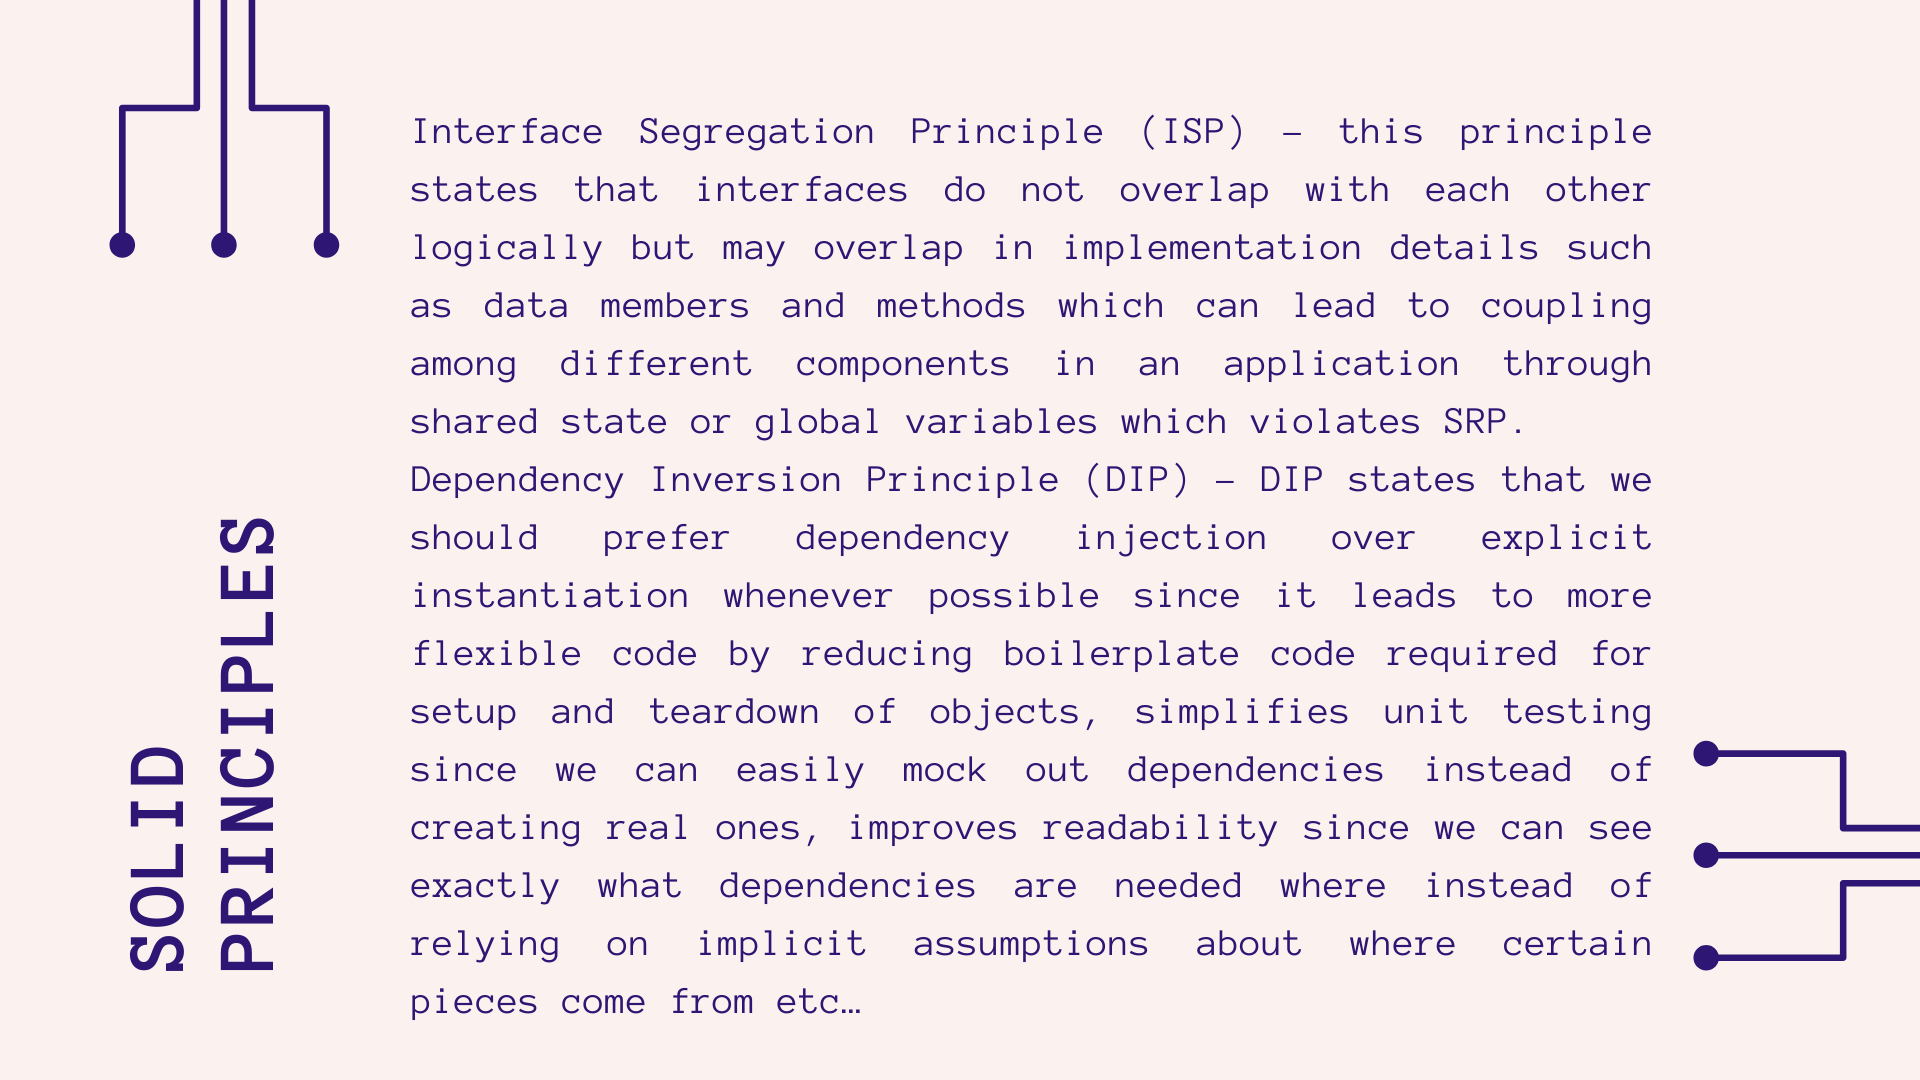 SOLID
PRINCIPLES
Interface Segregation Principle (ISP) – this principle
states that interfaces do not overlap with each other
logically but may overlap in implementation details such
as data members and methods which can lead to coupling
among different components in an application through
shared state or global variables which violates SRP.
Dependency Inversion Principle (DIP) – DIP states that we
should prefer dependency injection over explicit
instantiation whenever possible since it leads to more
flexible code by reducing boilerplate code required for
setup and teardown of objects, simplifies unit testing
since we can easily mock out dependencies instead of
creating real ones, improves readability since we can see
exactly what dependencies are needed where instead of
relying on implicit assumptions about where certain
pieces come from etc…